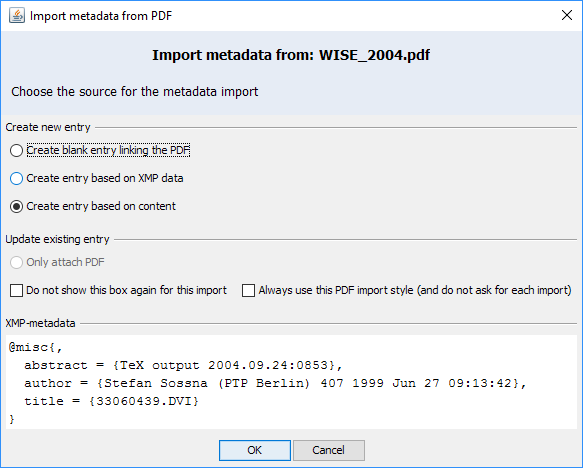 Import metadata from PDF
Import metadata from: WISE_2004.pdf
Choose the source for the metadata import
Create new entry
Create blank entry linking the PDF
Create entry based on XMP data
Create entry based on content
Update existing entry
Only attach PDF
Do not show this box again for this import Always use this PDF import style (and do not ask for each import)
XMP-metadata
@misc{,
  abstract = {TeX output 2004.09.24:0853},
  author = {Stefan Sossna (PTP Berlin) 407 1999 Jun 27 09:13:42},
  title = {33060439.DVI}
}
OK Cancel